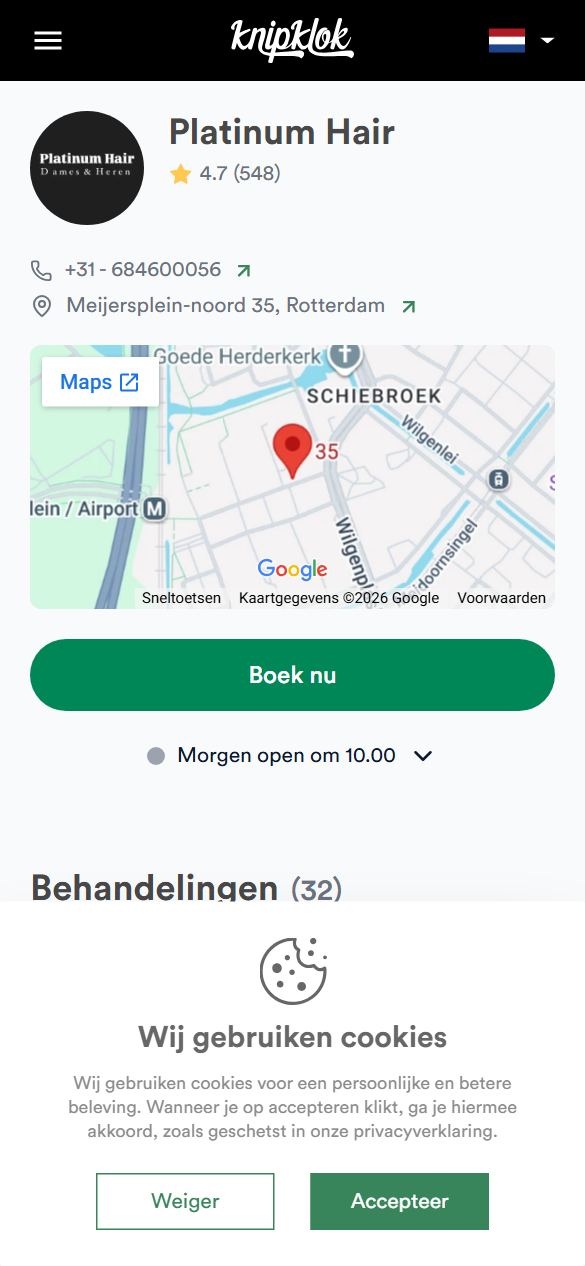 knipklok
Platinum Hair
Dames & Heren
Platinum Hair
4.7 (548)
+31 - 684600056
Meijersplein-noord 35, Rotterdam
Goede Herderkerk
Maps
SCHIEBROEK
Wilgenlei
35
lein / Airport M
Wilgenpl
doornsingel
Google
Sneltoetsen Kaartgegevens ©2026 Google Voorwaarden
Boek nu
Morgen open om 10.00
Behandelingen (32)
Wij gebruiken cookies
Wij gebruiken cookies voor een persoonlijke en betere
beleving. Wanneer je op accepteren klikt, ga je hiermee
akkoord, zoals geschetst in onze privacyverklaring.
Weiger
Accepteer